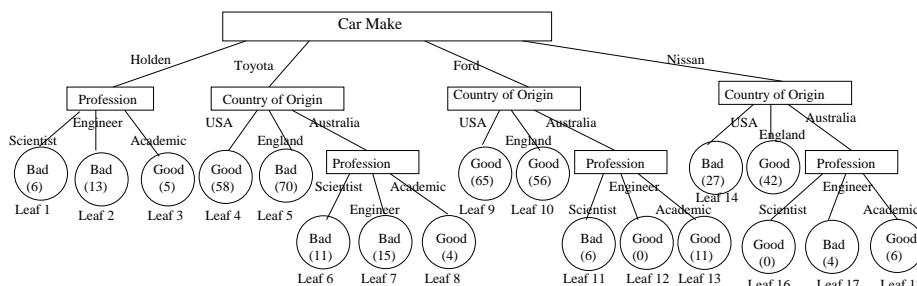 Car Make
Holden Toyota Ford Nissan
Profession Country of Origin Country of Origin Country of Origin
Scientist Engineer Academic USA England Australia USA Australia USA England Australia
Bad (6) Bad (13) Good (5) Good (58) Bad (70) Profession Good (65) Good (56) Profession Bad (27) Good (42) Profession
Leaf 1 Leaf 2 Leaf 3 Leaf 4 Leaf 5 Leaf 9 Leaf 10 Leaf 14
Scientist Engineer Academic Scientist Engineer Academic Scientist Engineer Academic
Bad (11) Bad (15) Good (4) Bad (6) Good (0) Good (11) Good (0) Bad (4) Good (6)
Leaf 6 Leaf 7 Leaf 8 Leaf 11 Leaf 12 Leaf 13 Leaf 16 Leaf 17